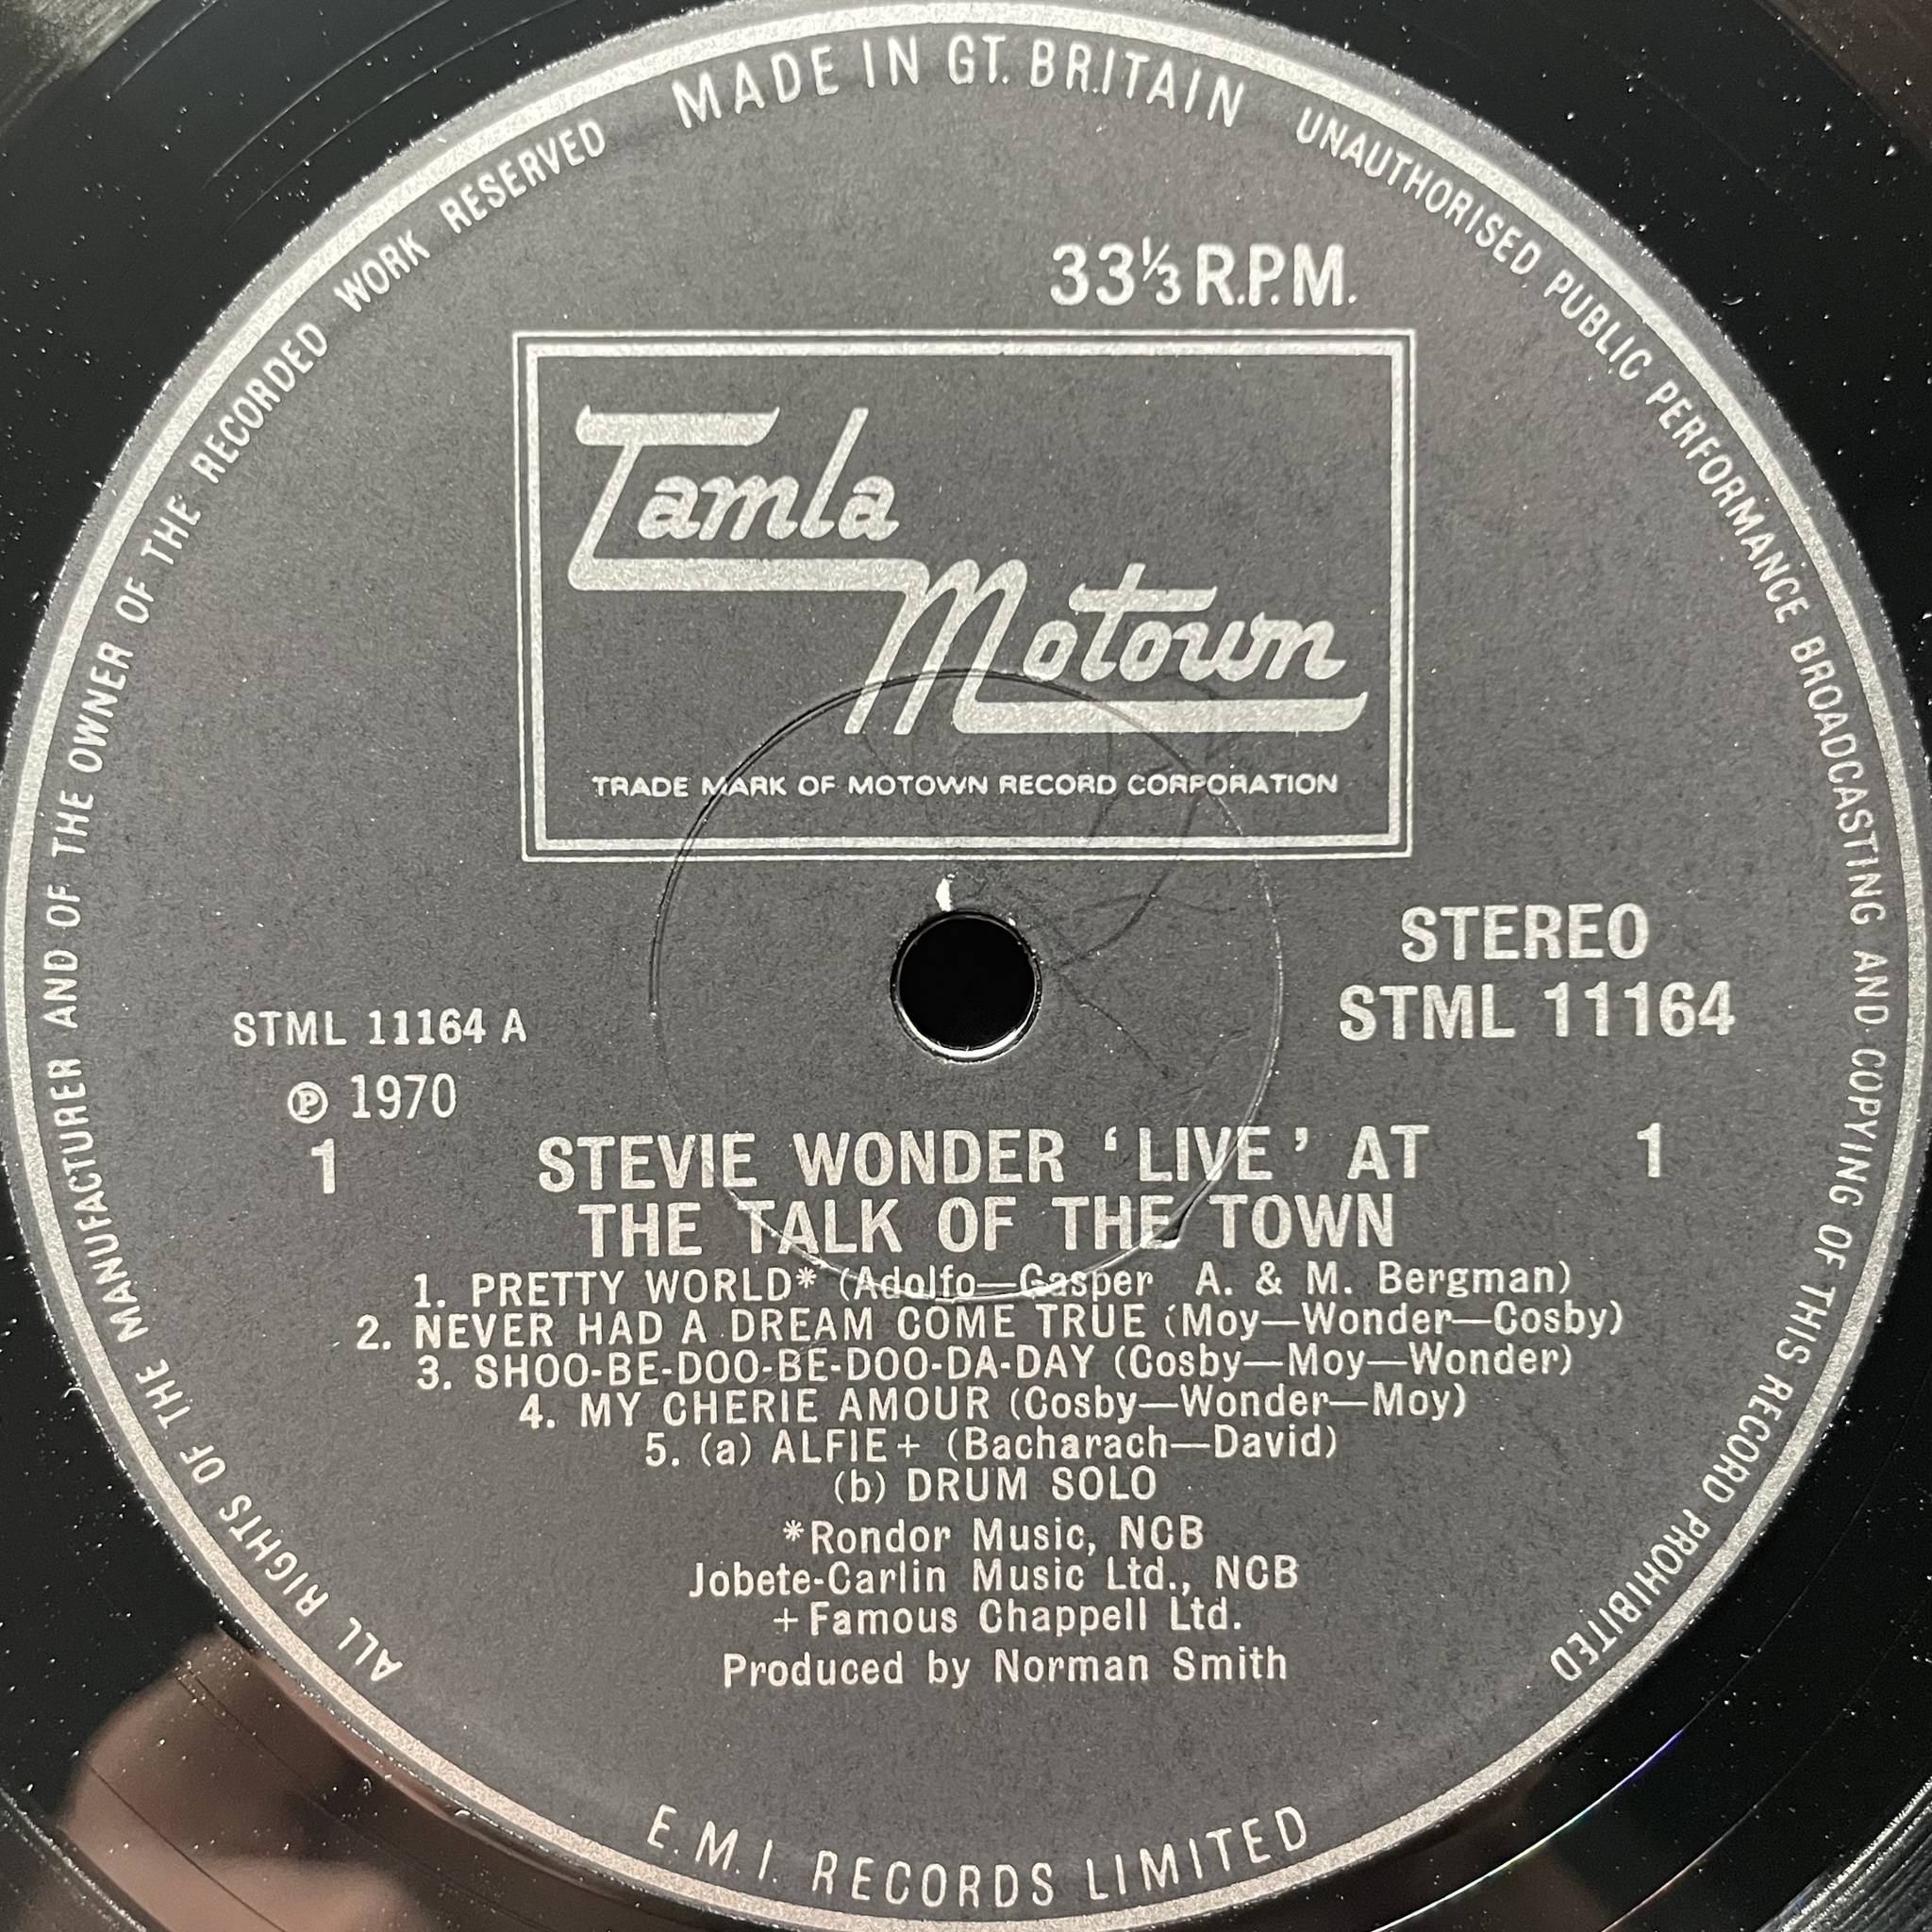 MADE IN GT. BRITAIN
UNAUTHORISED PUBLIC PERFORMANCE BROADCASTING AND COPYING OF THIS RECORD PROHIBITED
ALL RIGHTS OF THE MANUFACTURER AND OF THE OWNER OF THE RECORDED WORK RESERVED
33⅓ R.P.M.
Tamla
Motown
TRADE MARK OF MOTOWN RECORD CORPORATION
STEREO
STML 11164
STML 11164 A
℗ 1970
1
1
STEVIE WONDER ‘LIVE’ AT
THE TALK OF THE TOWN
1. PRETTY WORLD* (Adolfo—Gasper A. & M. Bergman)
2. NEVER HAD A DREAM COME TRUE (Moy—Wonder—Cosby)
3. SHOO-BE-DOO-BE-DOO-DA-DAY (Cosby—Moy—Wonder)
4. MY CHERIE AMOUR (Cosby—Wonder—Moy)
5. (a) ALFIE+ (Bacharach—David)
(b) DRUM SOLO
*Rondor Music, NCB
Jobete-Carlin Music Ltd., NCB
+Famous Chappell Ltd.
Produced by Norman Smith
E.M.I. RECORDS LIMITED